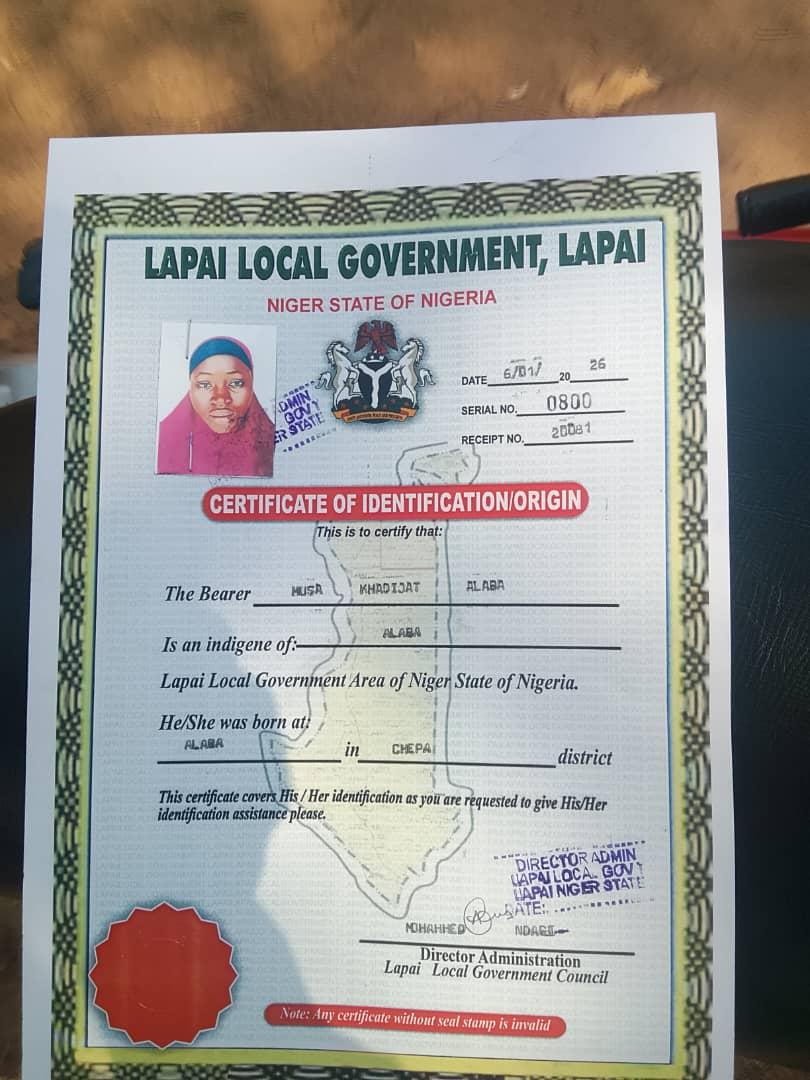 LAPAI LOCAL GOVERNMENT, LAPAI
NIGER STATE OF NIGERIA
DMIN
GOVT
ER STATE
DATE 6/01/ 20 26
SERIAL NO. 0800
RECEIPT NO. 20081
CERTIFICATE OF IDENTIFICATION/ORIGIN
This is to certify that:
The Bearer MUSA KHADIJAT ALABA
Is an indigene of:- ALABA
Lapai Local Government Area of Niger State of Nigeria.
He/She was born at:
ALABA in CHEPA district
This certificate covers His / Her identification as you are requested to give His/Her
identification assistance please.
DIRECTOR ADMIN
LAPAI LOCAL GOVT
LAPAI NIGER STATE
DATE:
MOHAMMED
Director Administration
Lapai Local Government Council
Note: Any certificate without seal stamp is invalid